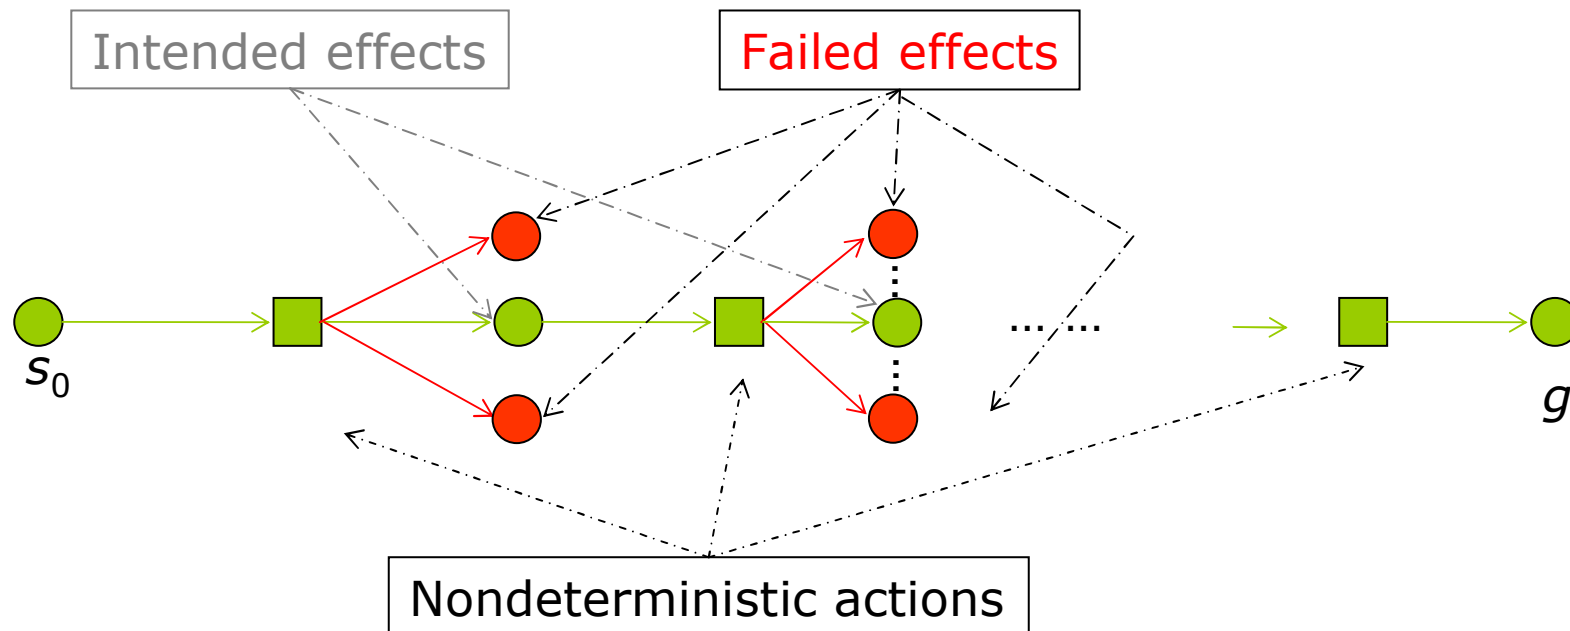 Intended effects
Failed effects
s0
... ...
g
Nondeterministic actions